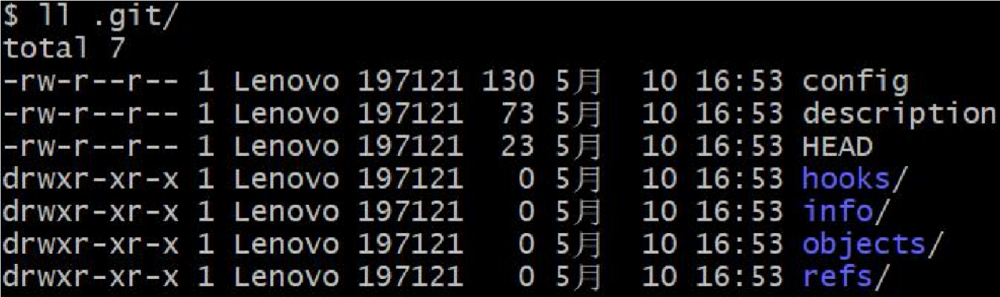 $ ll .git/
total 7
-rw-r--r-- 1 Lenovo 197121 130 5月  10 16:53 config
-rw-r--r-- 1 Lenovo 197121  73 5月  10 16:53 description
-rw-r--r-- 1 Lenovo 197121  23 5月  10 16:53 HEAD
drwxr-xr-x 1 Lenovo 197121   0 5月  10 16:53 hooks/
drwxr-xr-x 1 Lenovo 197121   0 5月  10 16:53 info/
drwxr-xr-x 1 Lenovo 197121   0 5月  10 16:53 objects/
drwxr-xr-x 1 Lenovo 197121   0 5月  10 16:53 refs/